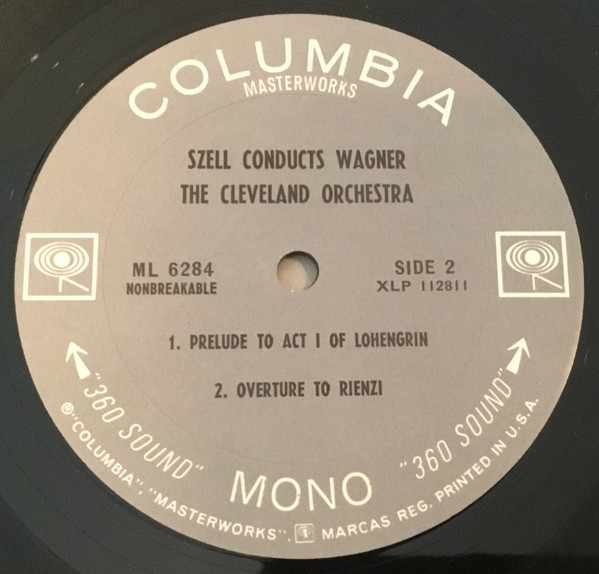 COLUMBIA
MASTERWORKS
SZELL CONDUCTS WAGNER
THE CLEVELAND ORCHESTRA
ML 6284
NONBREAKABLE
SIDE 2
XLP 112811
1. PRELUDE TO ACT I OF LOHENGRIN
2. OVERTURE TO RIENZI
"360 SOUND" MONO "360 SOUND"
®"COLUMBIA", "MASTERWORKS", MARCAS REG. PRINTED IN U.S.A.